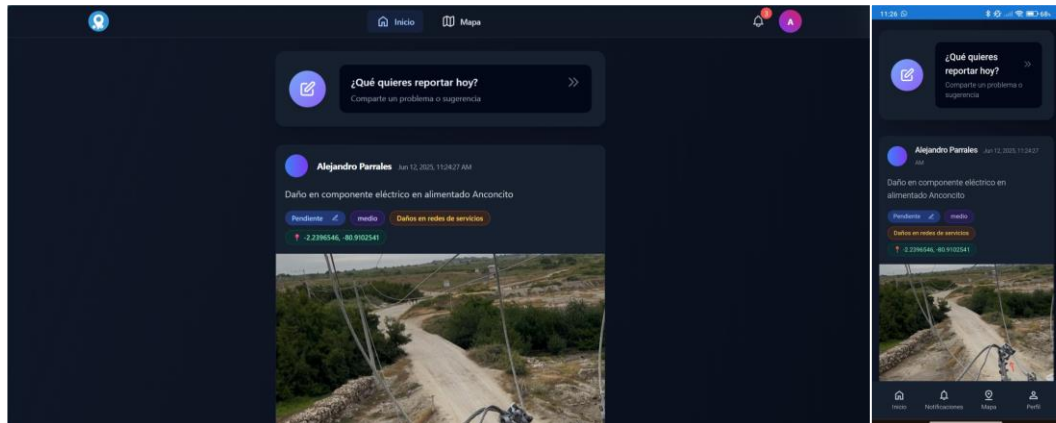 Inicio
Mapa
3
A
¿Qué quieres reportar hoy?
Comparte un problema o sugerencia
Alejandro Parrales Jun 12, 2025, 11:24:27 AM
Daño en componente eléctrico en alimentado Anconcito
Pendiente
medio
Daños en redes de servicios
-2.2396546, -80.9102541
11:26
68%
¿Qué quieres
reportar hoy?
Comparte un problema o
sugerencia
Alejandro Parrales Jun 12, 2025, 11:24:27
AM
Daño en componente eléctrico en
alimentado Anconcito
Pendiente
medio
Daños en redes de servicios
-2.2396546, -80.9102541
Inicio
Notificaciones
Mapa
Perfil